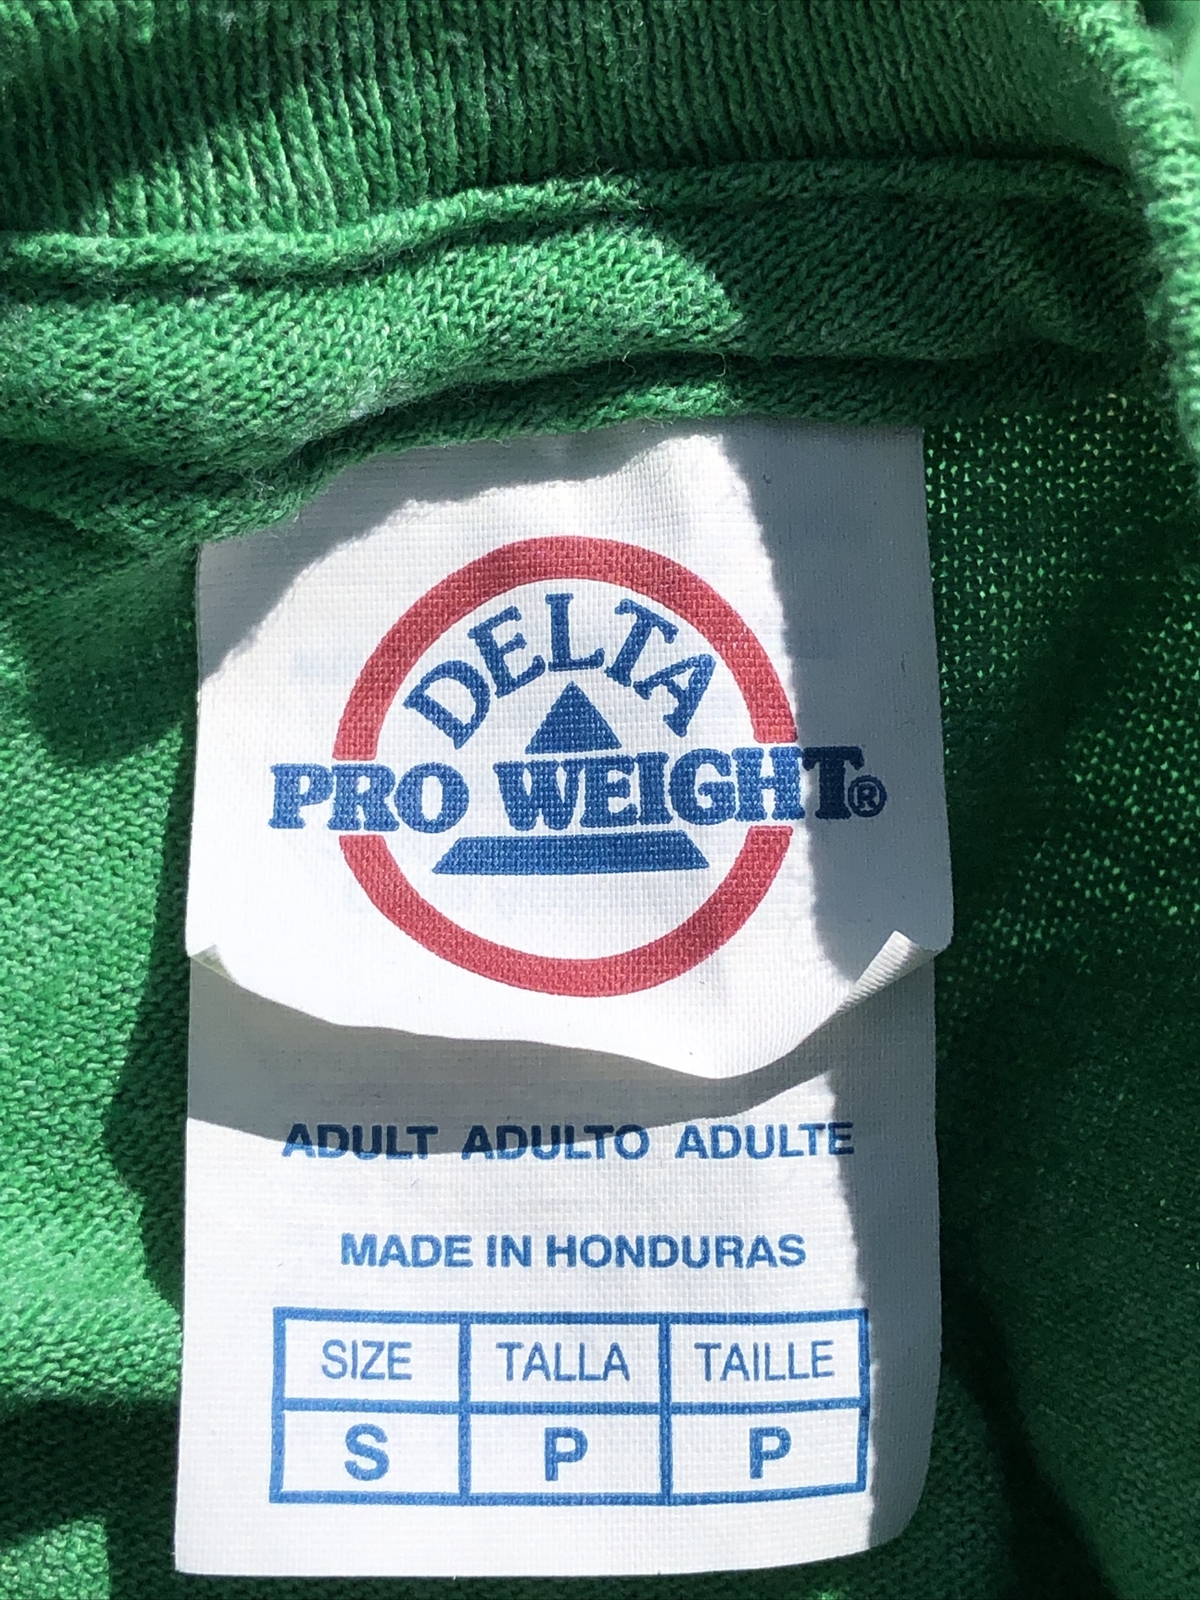 DELTA
PRO WEIGHT®
ADULT ADULTO ADULTE
MADE IN HONDURAS
SIZE TALLA TAILLE
S P P